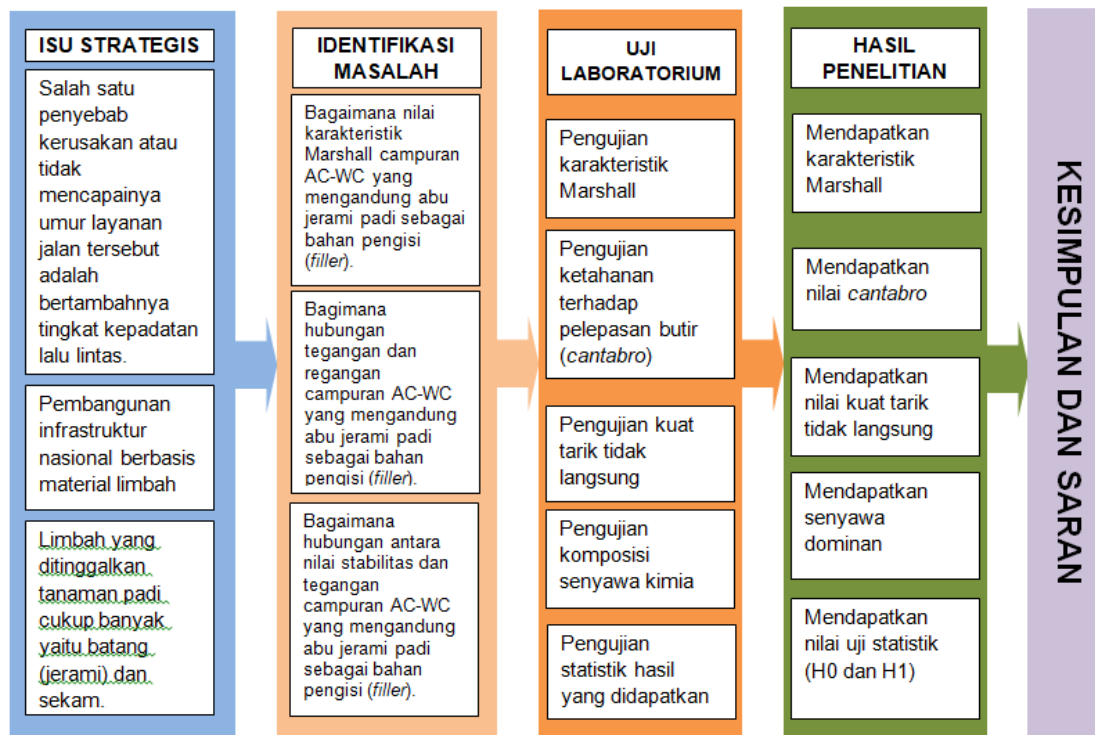 ISU STRATEGIS
Salah satu
penyebab
kerusakan atau
tidak
mencapainya
umur layanan
jalan tersebut
adalah
bertambahnya
tingkat kepadatan
lalu lintas.
Pembangunan
infrastruktur
nasional berbasis
material limbah
Limbah yang
ditinggalkan
tanaman padi
cukup banyak
yaitu batang
(jerami) dan
sekam.
IDENTIFIKASI
MASALAH
Bagaimana nilai
karakteristik
Marshall campuran
AC-WC yang
mengandung abu
jerami padi sebagai
bahan pengisi
(filler).
Bagimana
hubungan
tegangan dan
regangan
campuran AC-WC
yang mengandung
abu jerami padi
sebagai bahan
pengisi (filler).
Bagaimana
hubungan antara
nilai stabilitas dan
tegangan
campuran AC-WC
yang mengandung
abu jerami padi
sebagai bahan
pengisi (filler).
UJI
LABORATORIUM
Pengujian
karakteristik
Marshall
Pengujian
ketahanan
terhadap
pelepasan butir
(cantabro)
Pengujian kuat
tarik tidak
langsung
Pengujian
komposisi
senyawa kimia
Pengujian
statistik hasil
yang didapatkan
HASIL
PENELITIAN
Mendapatkan
karakteristik
Marshall
Mendapatkan
nilai cantabro
Mendapatkan
nilai kuat tarik
tidak langsung
Mendapatkan
senyawa
dominan
Mendapatkan
nilai uji statistik
(H0 dan H1)
KESIMPULAN DAN SARAN